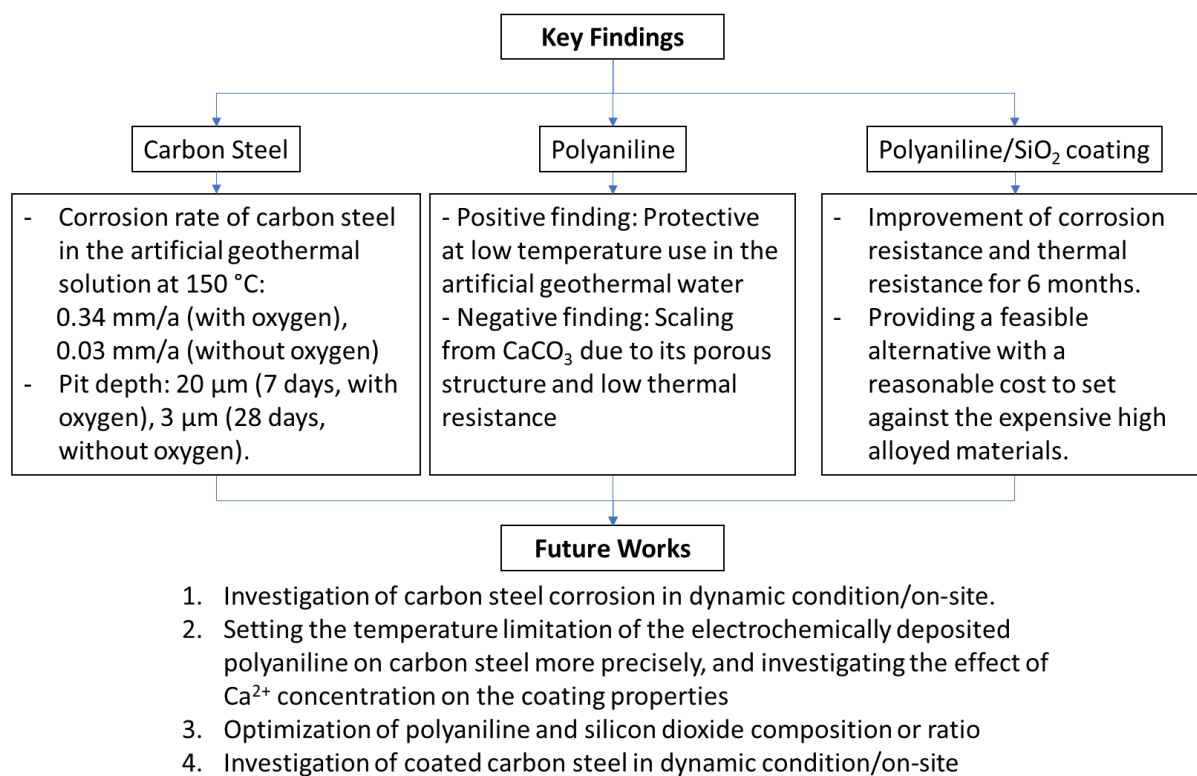 Key Findings
Carbon Steel
- Corrosion rate of carbon steel
in the artificial geothermal
solution at 150 °C:
0.34 mm/a (with oxygen),
0.03 mm/a (without oxygen)
- Pit depth: 20 µm (7 days, with
oxygen), 3 µm (28 days,
without oxygen).
Polyaniline
- Positive finding: Protective
at low temperature use in the
artificial geothermal water
- Negative finding: Scaling
from CaCO₃ due to its porous
structure and low thermal
resistance
Polyaniline/SiO₂ coating
- Improvement of corrosion
resistance and thermal
resistance for 6 months.
- Providing a feasible
alternative with a
reasonable cost to set
against the expensive high
alloyed materials.
Future Works
1. Investigation of carbon steel corrosion in dynamic condition/on-site.
2. Setting the temperature limitation of the electrochemically deposited
polyaniline on carbon steel more precisely, and investigating the effect of
Ca²⁺ concentration on the coating properties
3. Optimization of polyaniline and silicon dioxide composition or ratio
4. Investigation of coated carbon steel in dynamic condition/on-site